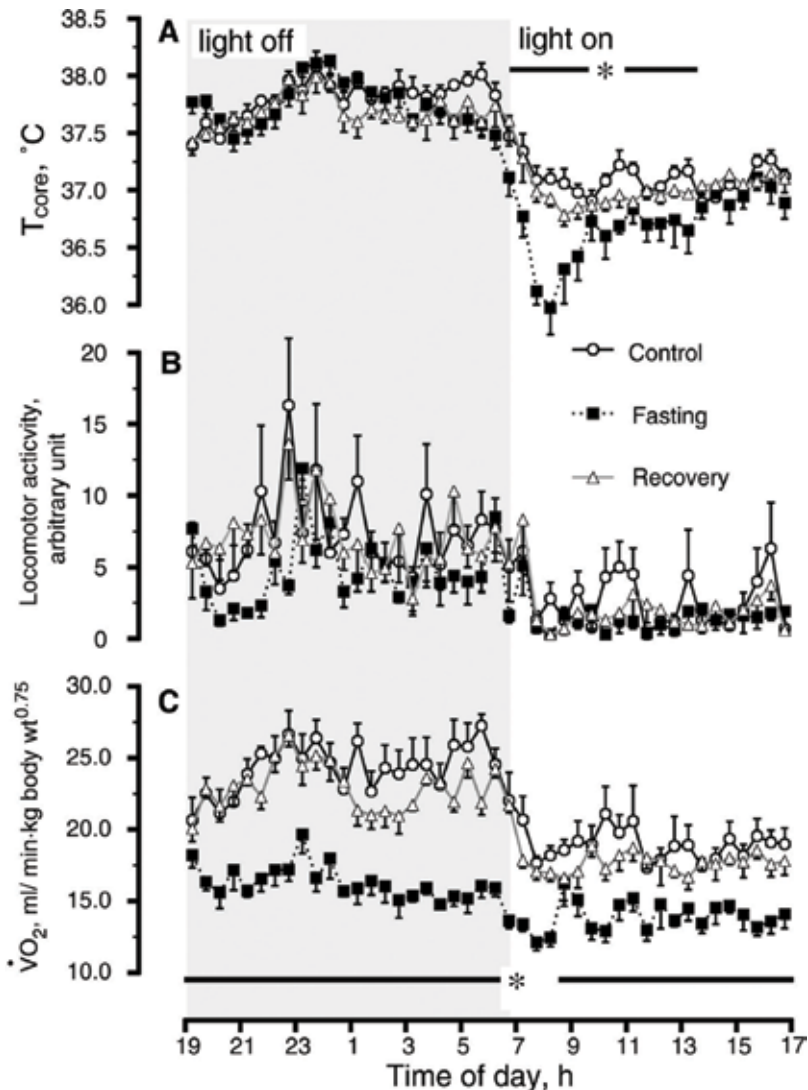 A
light off
light on
*
38.5
38.0
37.5
37.0
36.5
36.0
Tcore, ˚C
B
20
15
10
5
0
Locomotor acticvity,
arbitrary unit
Control
Fasting
Recovery
C
30.0
25.0
20.0
15.0
10.0
V̇O2, ml/ min·kg body wt0.75
*
19 21 23 1 3 5 7 9 11 13 15 17
Time of day, h